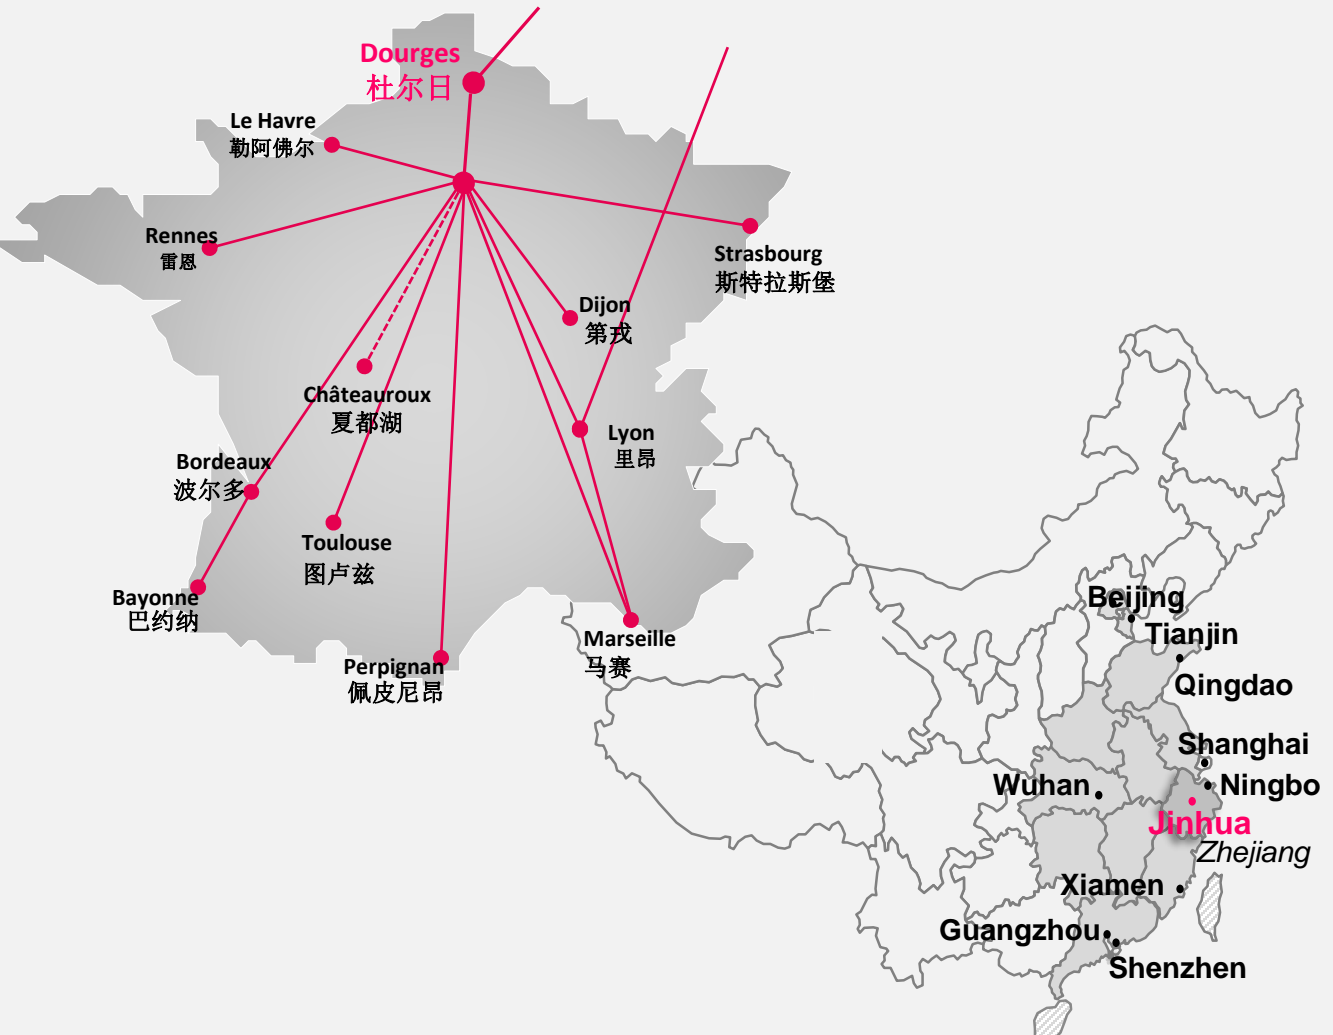 Dourges
杜尔日
Le Havre
勒阿佛尔
Rennes
雷恩
Strasbourg
斯特拉斯堡
Dijon
第戎
Châteauroux
夏都湖
Lyon
里昂
Bordeaux
波尔多
Toulouse
图卢兹
Bayonne
巴约纳
Marseille
马赛
Perpignan
佩皮尼昂
Beijing
Tianjin
Qingdao
Shanghai
Wuhan
Ningbo
Jinhua
Zhejiang
Xiamen
Guangzhou
Shenzhen